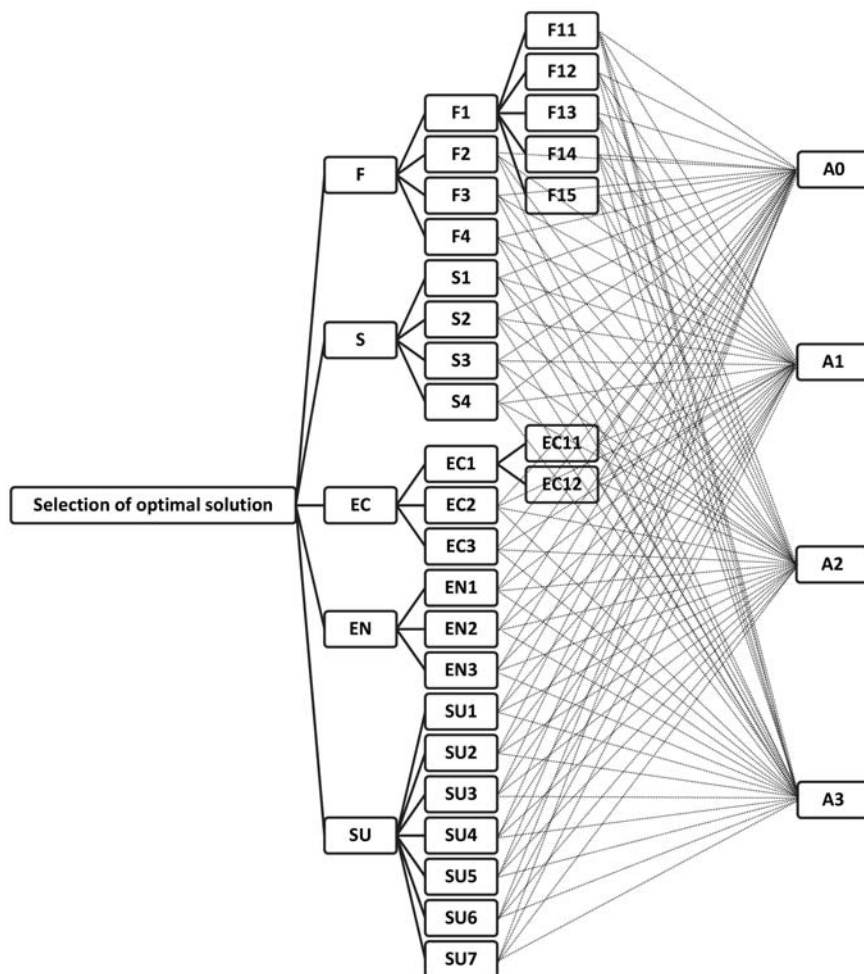 F11
F12
F13
F14
F15
F1
F2
F3
F4
F
S1
S2
S3
S4
S
EC11
EC12
EC1
EC2
EC3
EC
Selection of optimal solution
EN1
EN2
EN3
EN
SU1
SU2
SU3
SU4
SU5
SU6
SU7
SU
A0
A1
A2
A3